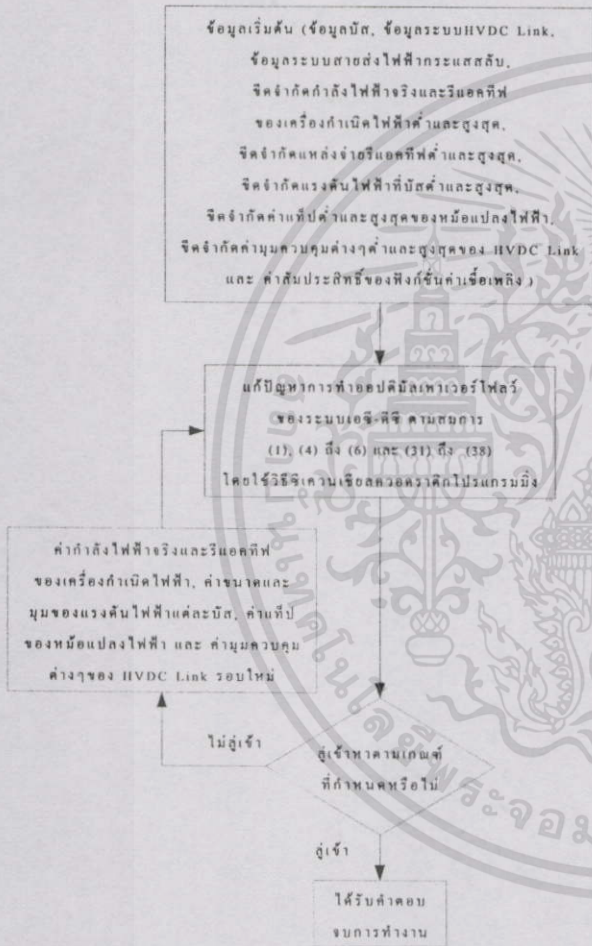 ข้อมูลเริ่มต้น (ข้อมูลบัส, ข้อมูลระบบHVDC Link,
ข้อมูลระบบสายส่งไฟฟ้ากระแสสลับ,
ขีดจำกัดกำลังไฟฟ้าจริงและรีแอคทีฟ
ของเครื่องกำเนิดไฟฟ้าต่ำและสูงสุด,
ขีดจำกัดแหล่งจ่ายรีแอคทีฟต่ำและสูงสุด,
ขีดจำกัดแรงดันไฟฟ้าที่บัสต่ำและสูงสุด,
ขีดจำกัดค่าแท็ปต่ำและสูงสุดของหม้อแปลงไฟฟ้า,
ขีดจำกัดค่ามุมควบคุมต่างๆต่ำและสูงสุดของ HVDC Link
และ ค่าสัมประสิทธิ์ของฟังก์ชั่นค่าเชื้อเพลิง )
แก้ปัญหาการทำออปติมัลเพาเวอร์โฟลว์
ของระบบเอซี-ดีซี ตามสมการ
(1), (4) ถึง (6) และ (31) ถึง (38)
โดยใช้วิธีซีเควนเชียลควอดราติกโปรแกรมมิ่ง
ค่ากำลังไฟฟ้าจริงและรีแอคทีฟ
ของเครื่องกำเนิดไฟฟ้า, ค่าขนาดและ
มุมของแรงดันไฟฟ้าแต่ละบัส, ค่าแท็ป
ของหม้อแปลงไฟฟ้า และ ค่ามุมควบคุม
ต่างๆของ HVDC Link รอบใหม่
ไม่ลู่เข้า
ลู่เข้าหาตามเกณฑ์
ที่กำหนดหรือไม่
ลู่เข้า
ได้รับคำตอบ
จบการทำงาน
เทคโนโลยีพระจอม